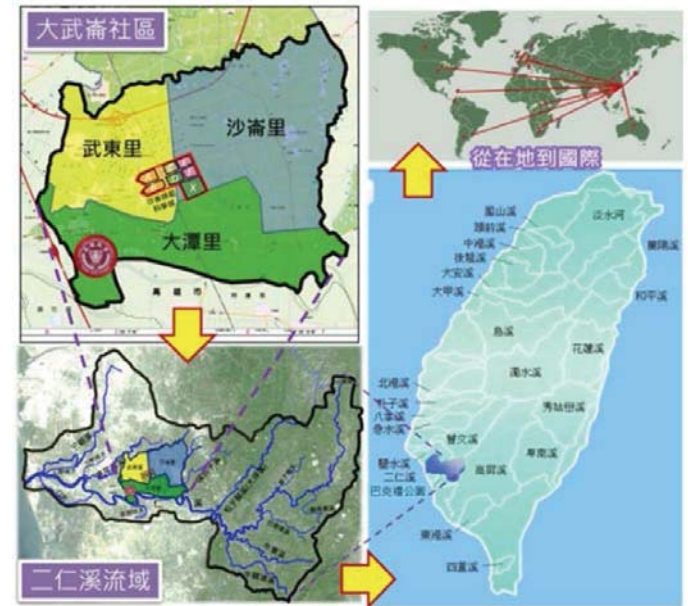 大武崙社區
武東里
沙崙里
大潭里
高雄市
二仁溪流域
從在地到國際
鳳山溪
頭前溪
中港溪
後龍溪
大安溪
大甲溪
淡水河
蘭陽溪
和平溪
烏溪
花蓮溪
濁水溪
秀姑巒溪
北港溪
朴子溪
八掌溪
急水溪
曾文溪
鹽水溪
二仁溪
巴克禮公園
高屏溪
卑南溪
東港溪
四重溪